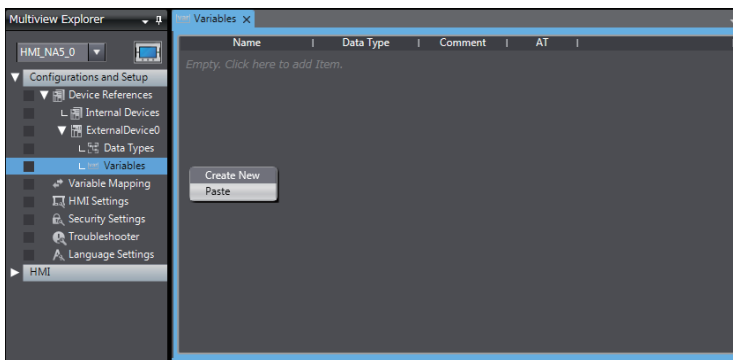 Multiview Explorer
Variables
HMI_NA5_0
Name | Data Type | Comment | AT |
Empty. Click here to add Item.
Configurations and Setup
Device References
Internal Devices
ExternalDevice0
Data Types
Variables
Variable Mapping
HMI Settings
Security Settings
Troubleshooter
Language Settings
HMI
Create New
Paste